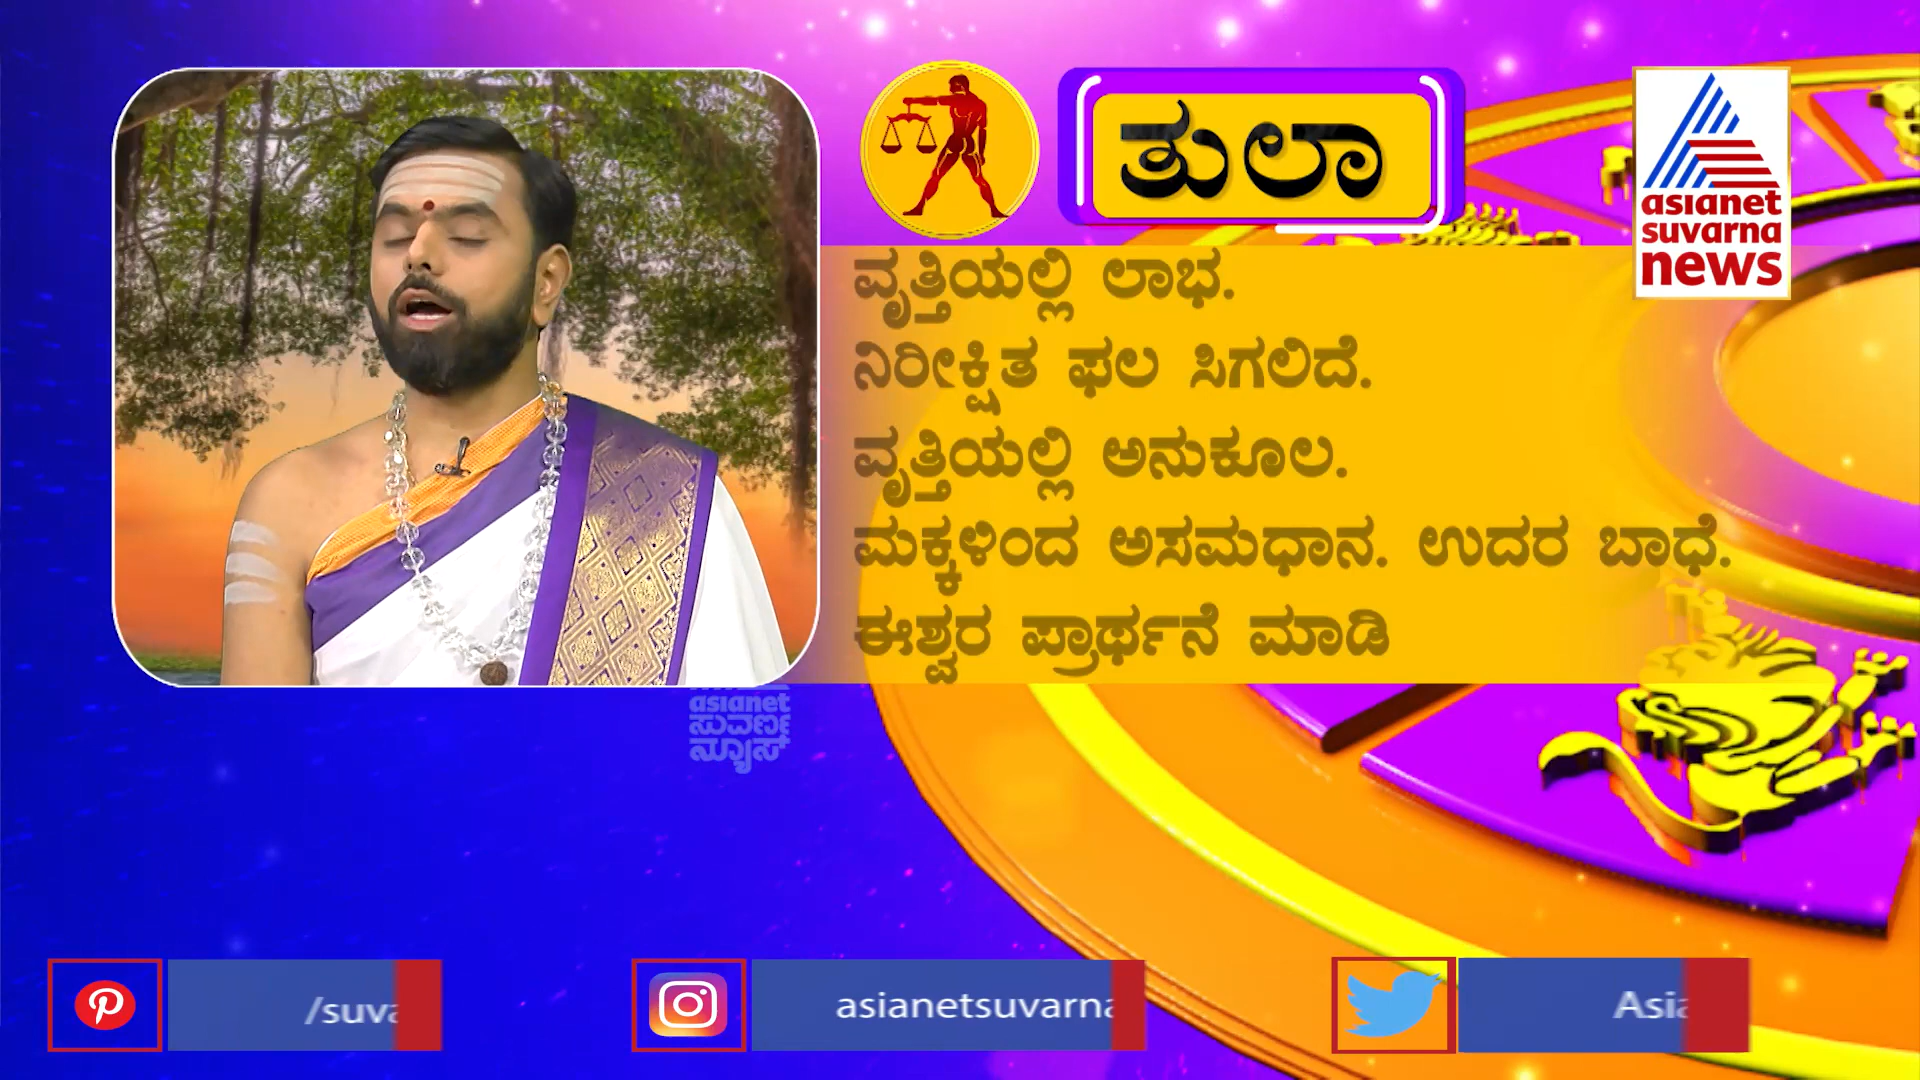 ತುಲಾ
asianet
suvarna
news
ವೃತ್ತಿಯಲ್ಲಿ ಲಾಭ.
ನಿರೀಕ್ಷಿತ ಫಲ ಸಿಗಲಿದೆ.
ವೃತ್ತಿಯಲ್ಲಿ ಅನುಕೂಲ.
ಮಕ್ಕಳಿಂದ ಅಸಮಧಾನ. ಉದರ ಬಾಧೆ.
ಈಶ್ವರ ಪ್ರಾರ್ಥನೆ ಮಾಡಿ
asianet
ಸುವರ್ಣ
ನ್ಯೂಸ್
/suva
asianetsuvarna
Asia